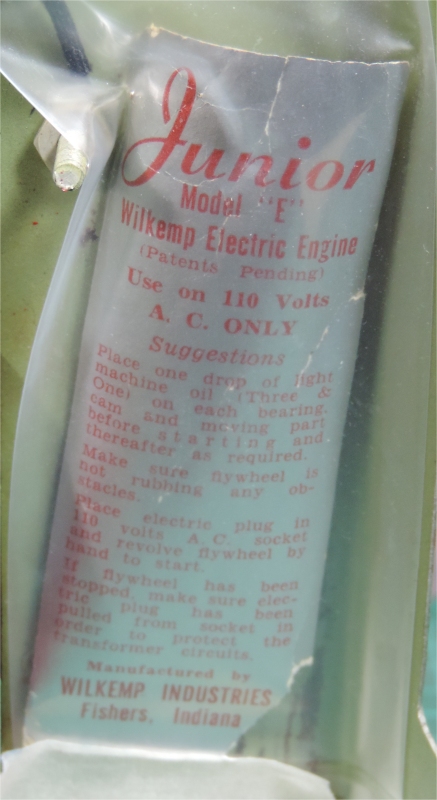 Junior
Model "E"
Wilkemp Electric Engine
(Patents Pending)
Use on 110 Volts
A. C. ONLY
Suggestions
Place one drop of light
machine oil (Three &
One) on each bearing,
cam and moving part
before starting and
thereafter as required.
Make sure flywheel is
not rubbing any ob-
stacles.
Place electric plug in
110 volts A.C. socket
and revolve flywheel by
hand to start.
If flywheel has been
stopped, make sure elec-
tric plug has been
pulled from socket in
order to protect the
transformer circuits.
Manufactured by
WILKEMP INDUSTRIES
Fishers, Indiana